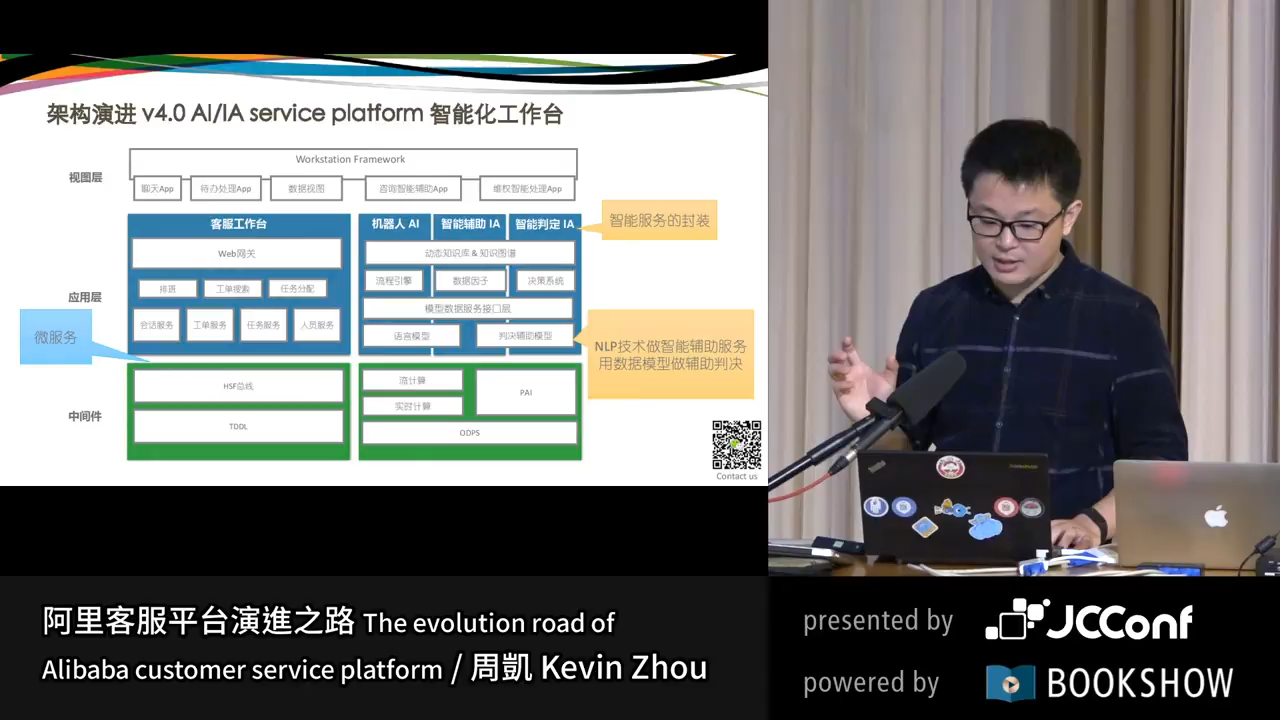 架构演进 v4.0 AI/IA service platform 智能化工作台
视图层
Workstation Framework
聊天App
待办处理App
数据视图
咨询智能辅助App
维权智能处理App
应用层
客服工作台
Web网关
排班
工单搜索
任务分配
会话服务
工单服务
任务服务
人员服务
机器人 AI
智能辅助 IA
智能判定 IA
动态知识库 & 知识图谱
流程引擎
数据因子
决策系统
模型数据服务接口层
语言模型
判决辅助模型
智能服务的封装
微服务
NLP技术做智能辅助服务
用数据模型做辅助判决
中间件
HSF总线
TDDL
流计算
实时计算
PAI
ODPS
Contact us
阿里客服平台演進之路 The evolution road of
Alibaba customer service platform / 周凱 Kevin Zhou
presented by
JCConf
powered by
BOOKSHOW